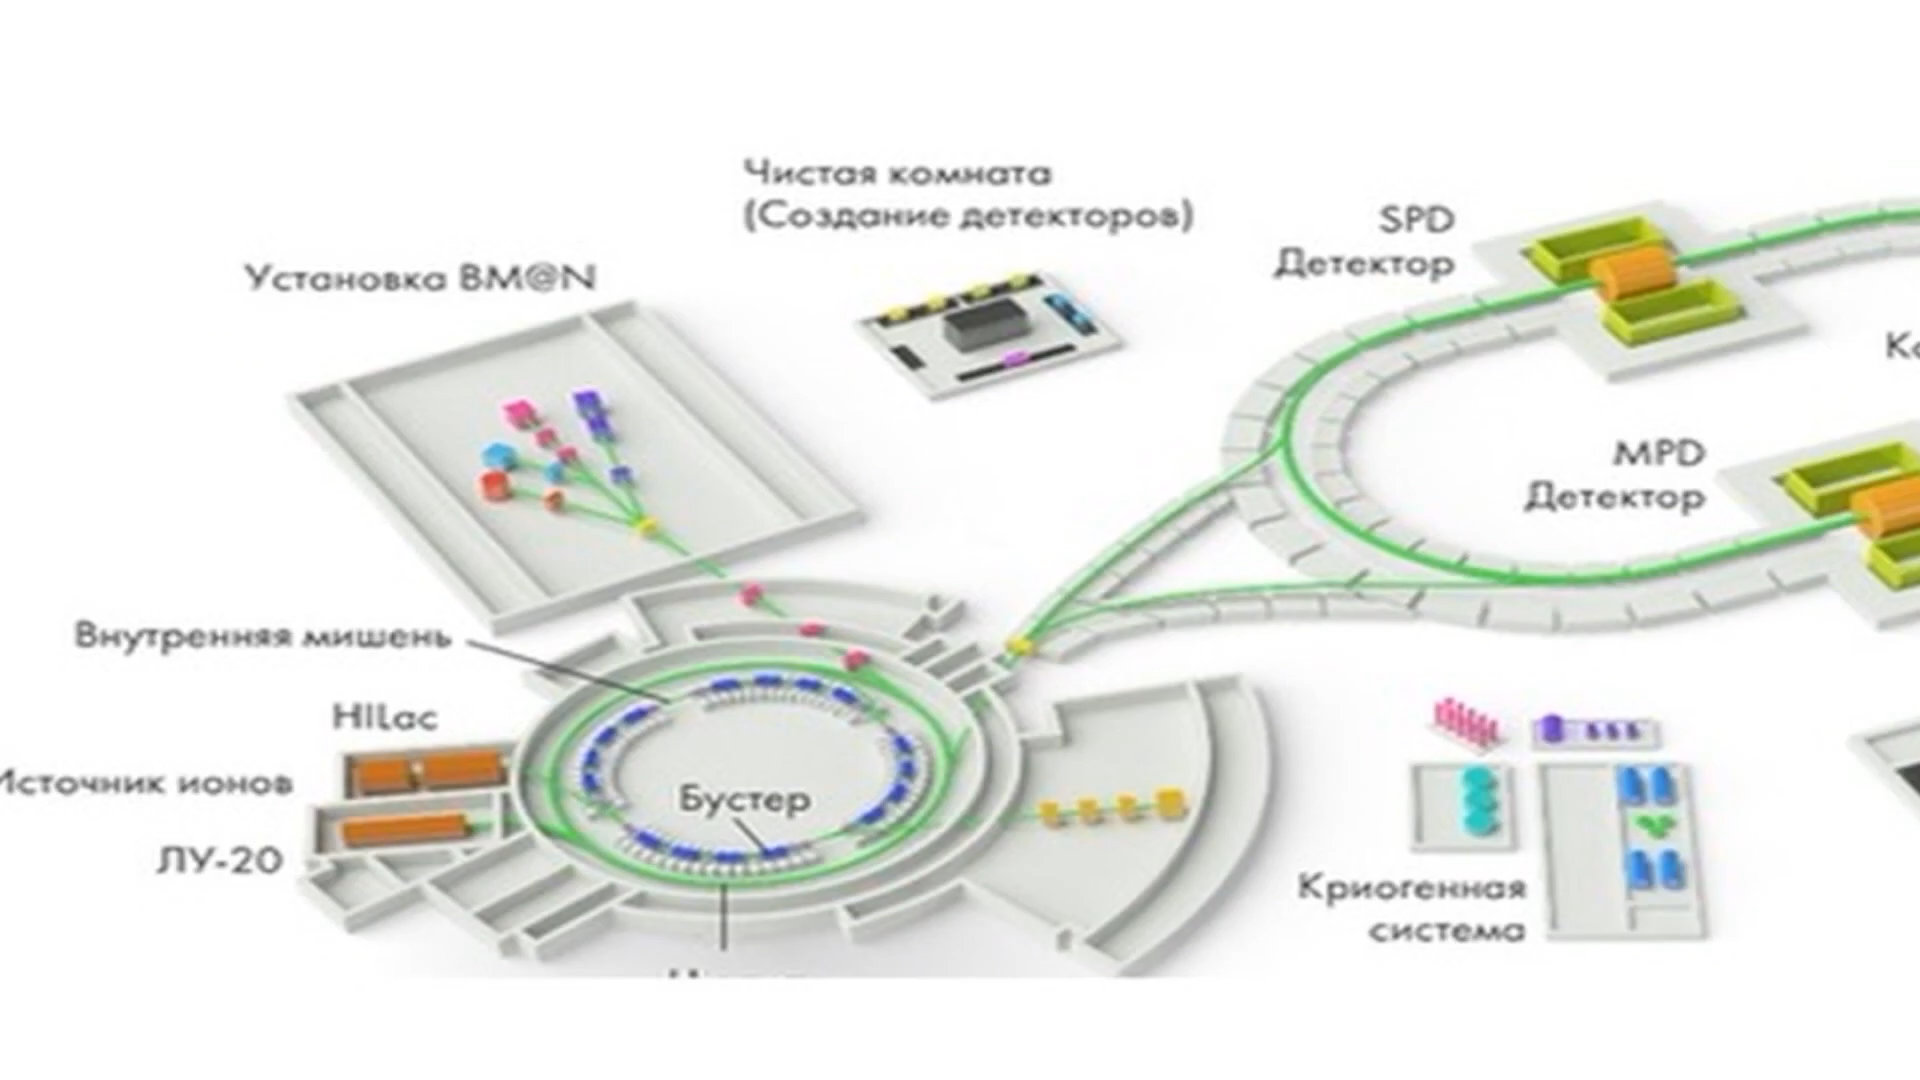 Чистая комната
(Создание детекторов)
SPD
Детектор
Установка BM@N
MPD
Детектор
Внутренняя мишень
HILac
Источник ионов
Бустер
ЛУ-20
Криогенная
система